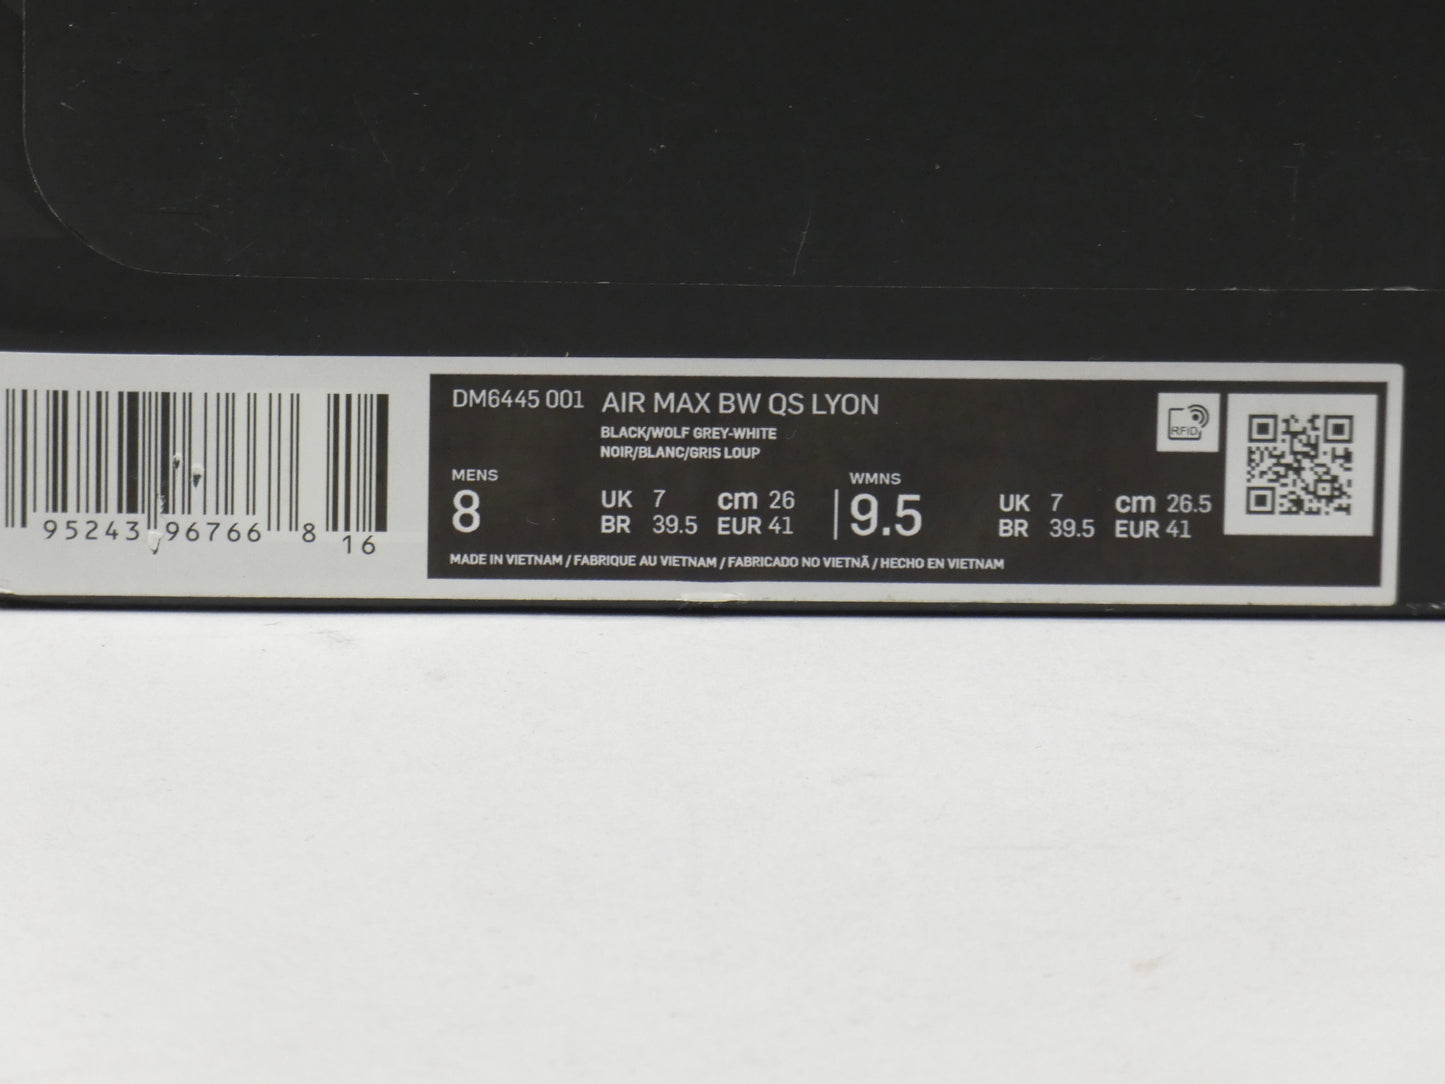 DM6445 001 AIR MAX BW QS LYON
BLACK/WOLF GREY-WHITE
NOIR/BLANC/GRIS LOUP
RFID
MENS WMNS
8 UK 7 cm 26 9.5 UK 7 cm 26.5
BR 39.5 EUR 41 BR 39.5 EUR 41
MADE IN VIETNAM / FABRIQUE AU VIETNAM / FABRICADO NO VIETNÃ / HECHO EN VIETNAM
95243 96766 8 16